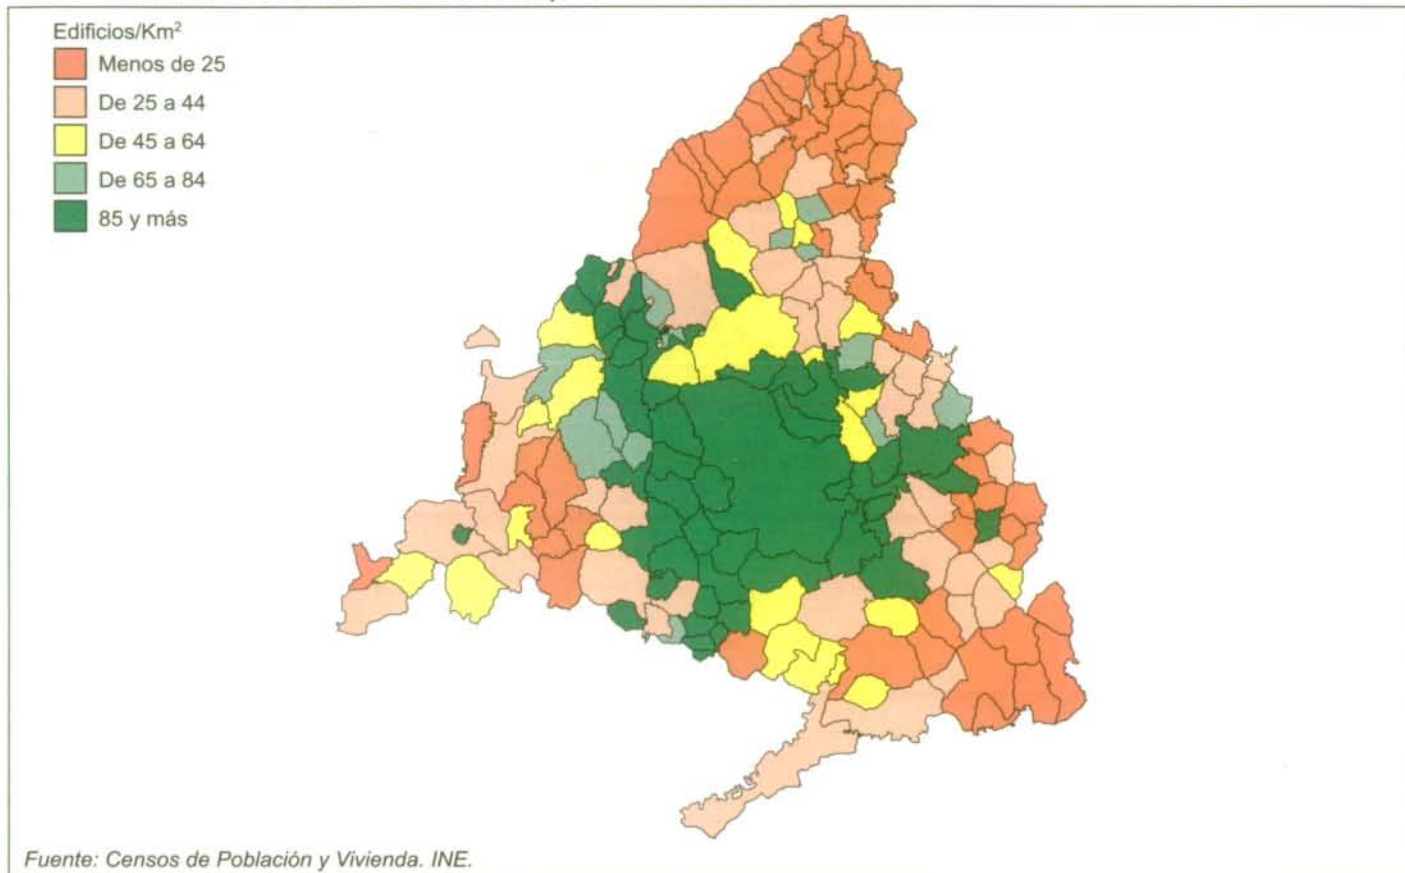 Edificios/Km²
Menos de 25
De 25 a 44
De 45 a 64
De 65 a 84
85 y más
Fuente: Censos de Población y Vivienda. INE.